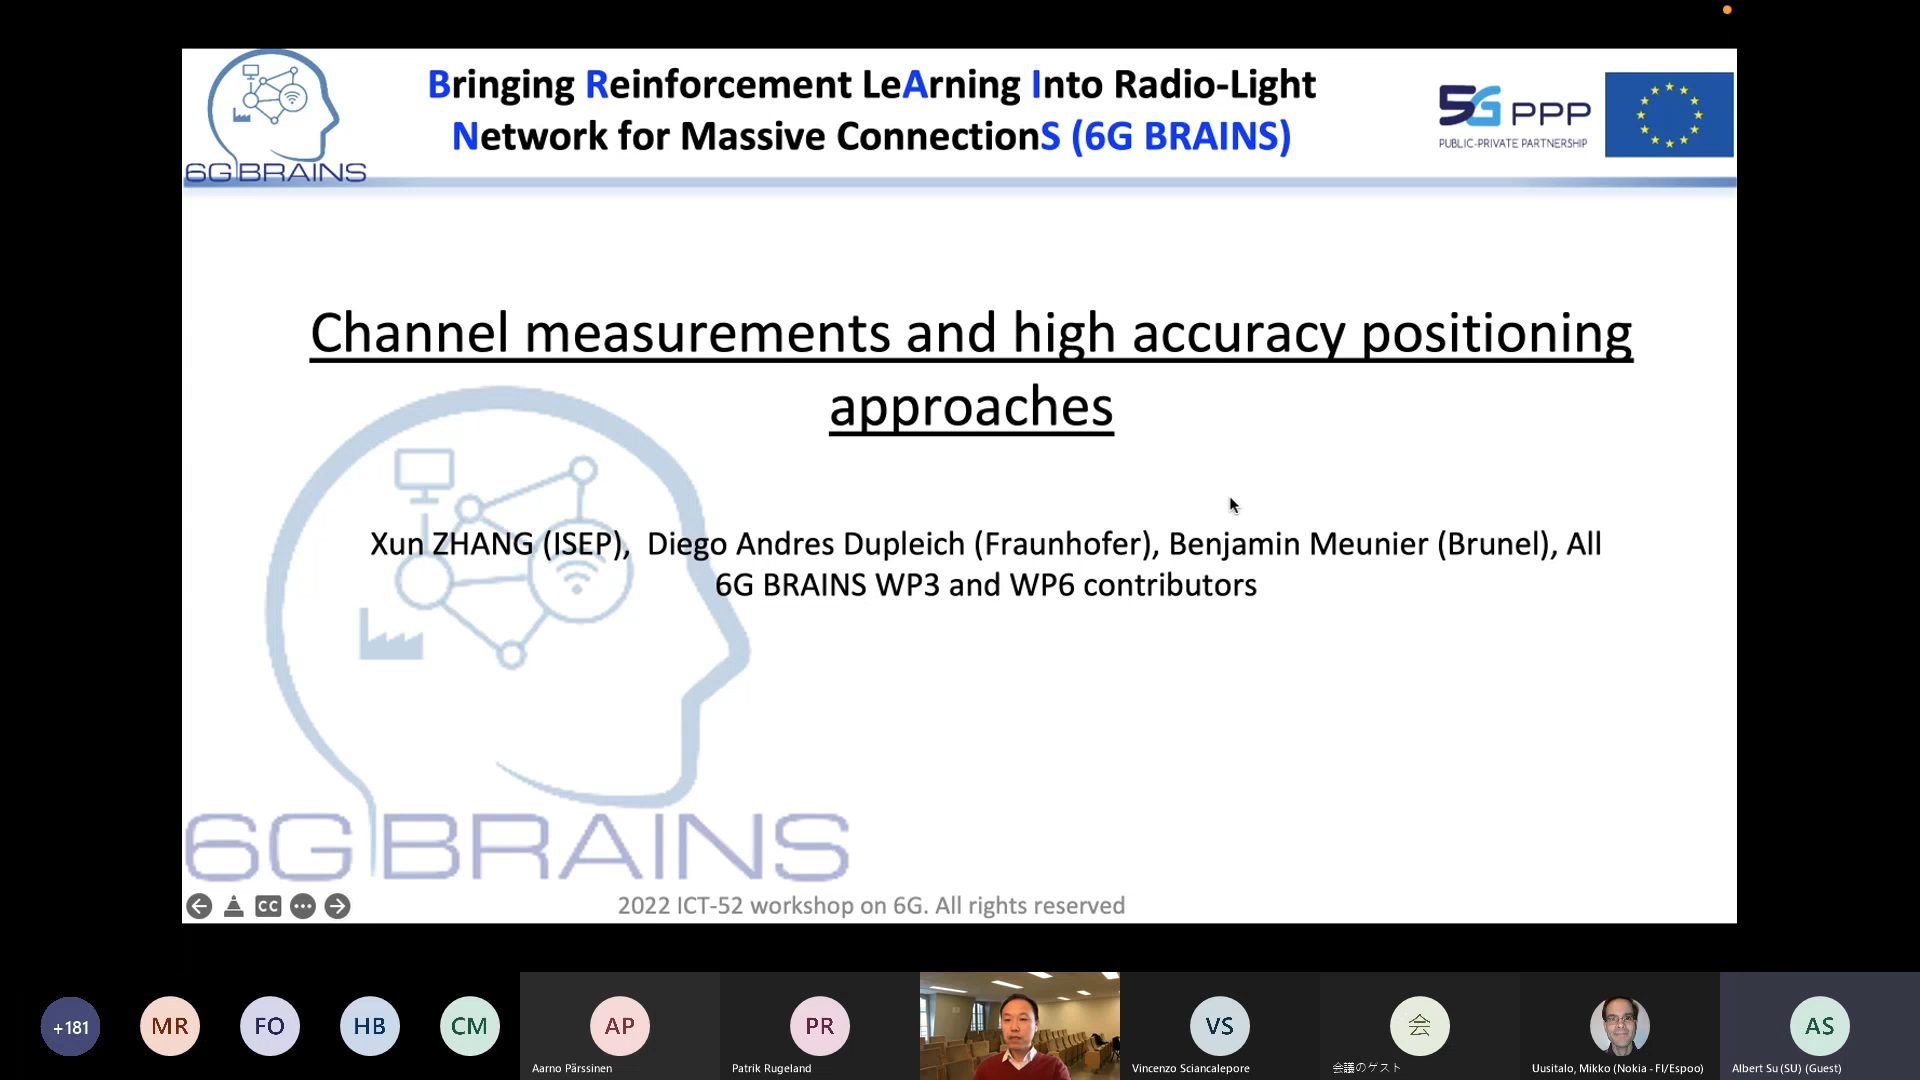 Bringing Reinforcement LeArning Into Radio-Light
Network for Massive ConnectionS (6G BRAINS)
6G BRAINS
5G PPP
PUBLIC-PRIVATE PARTNERSHIP
Channel measurements and high accuracy positioning
approaches
Xun ZHANG (ISEP), Diego Andres Dupleich (Fraunhofer), Benjamin Meunier (Brunel), All
6G BRAINS WP3 and WP6 contributors
6G BRAINS
CC
2022 ICT-52 workshop on 6G. All rights reserved
+181
MR
FO
HB
CM
AP
PR
VS
会
AS
Aarno Pärssinen
Patrik Rugeland
Vincenzo Sciancalepore
会議のゲスト
Uusitalo, Mikko (Nokia - FI/Espoo)
Albert Su (SU) (Guest)